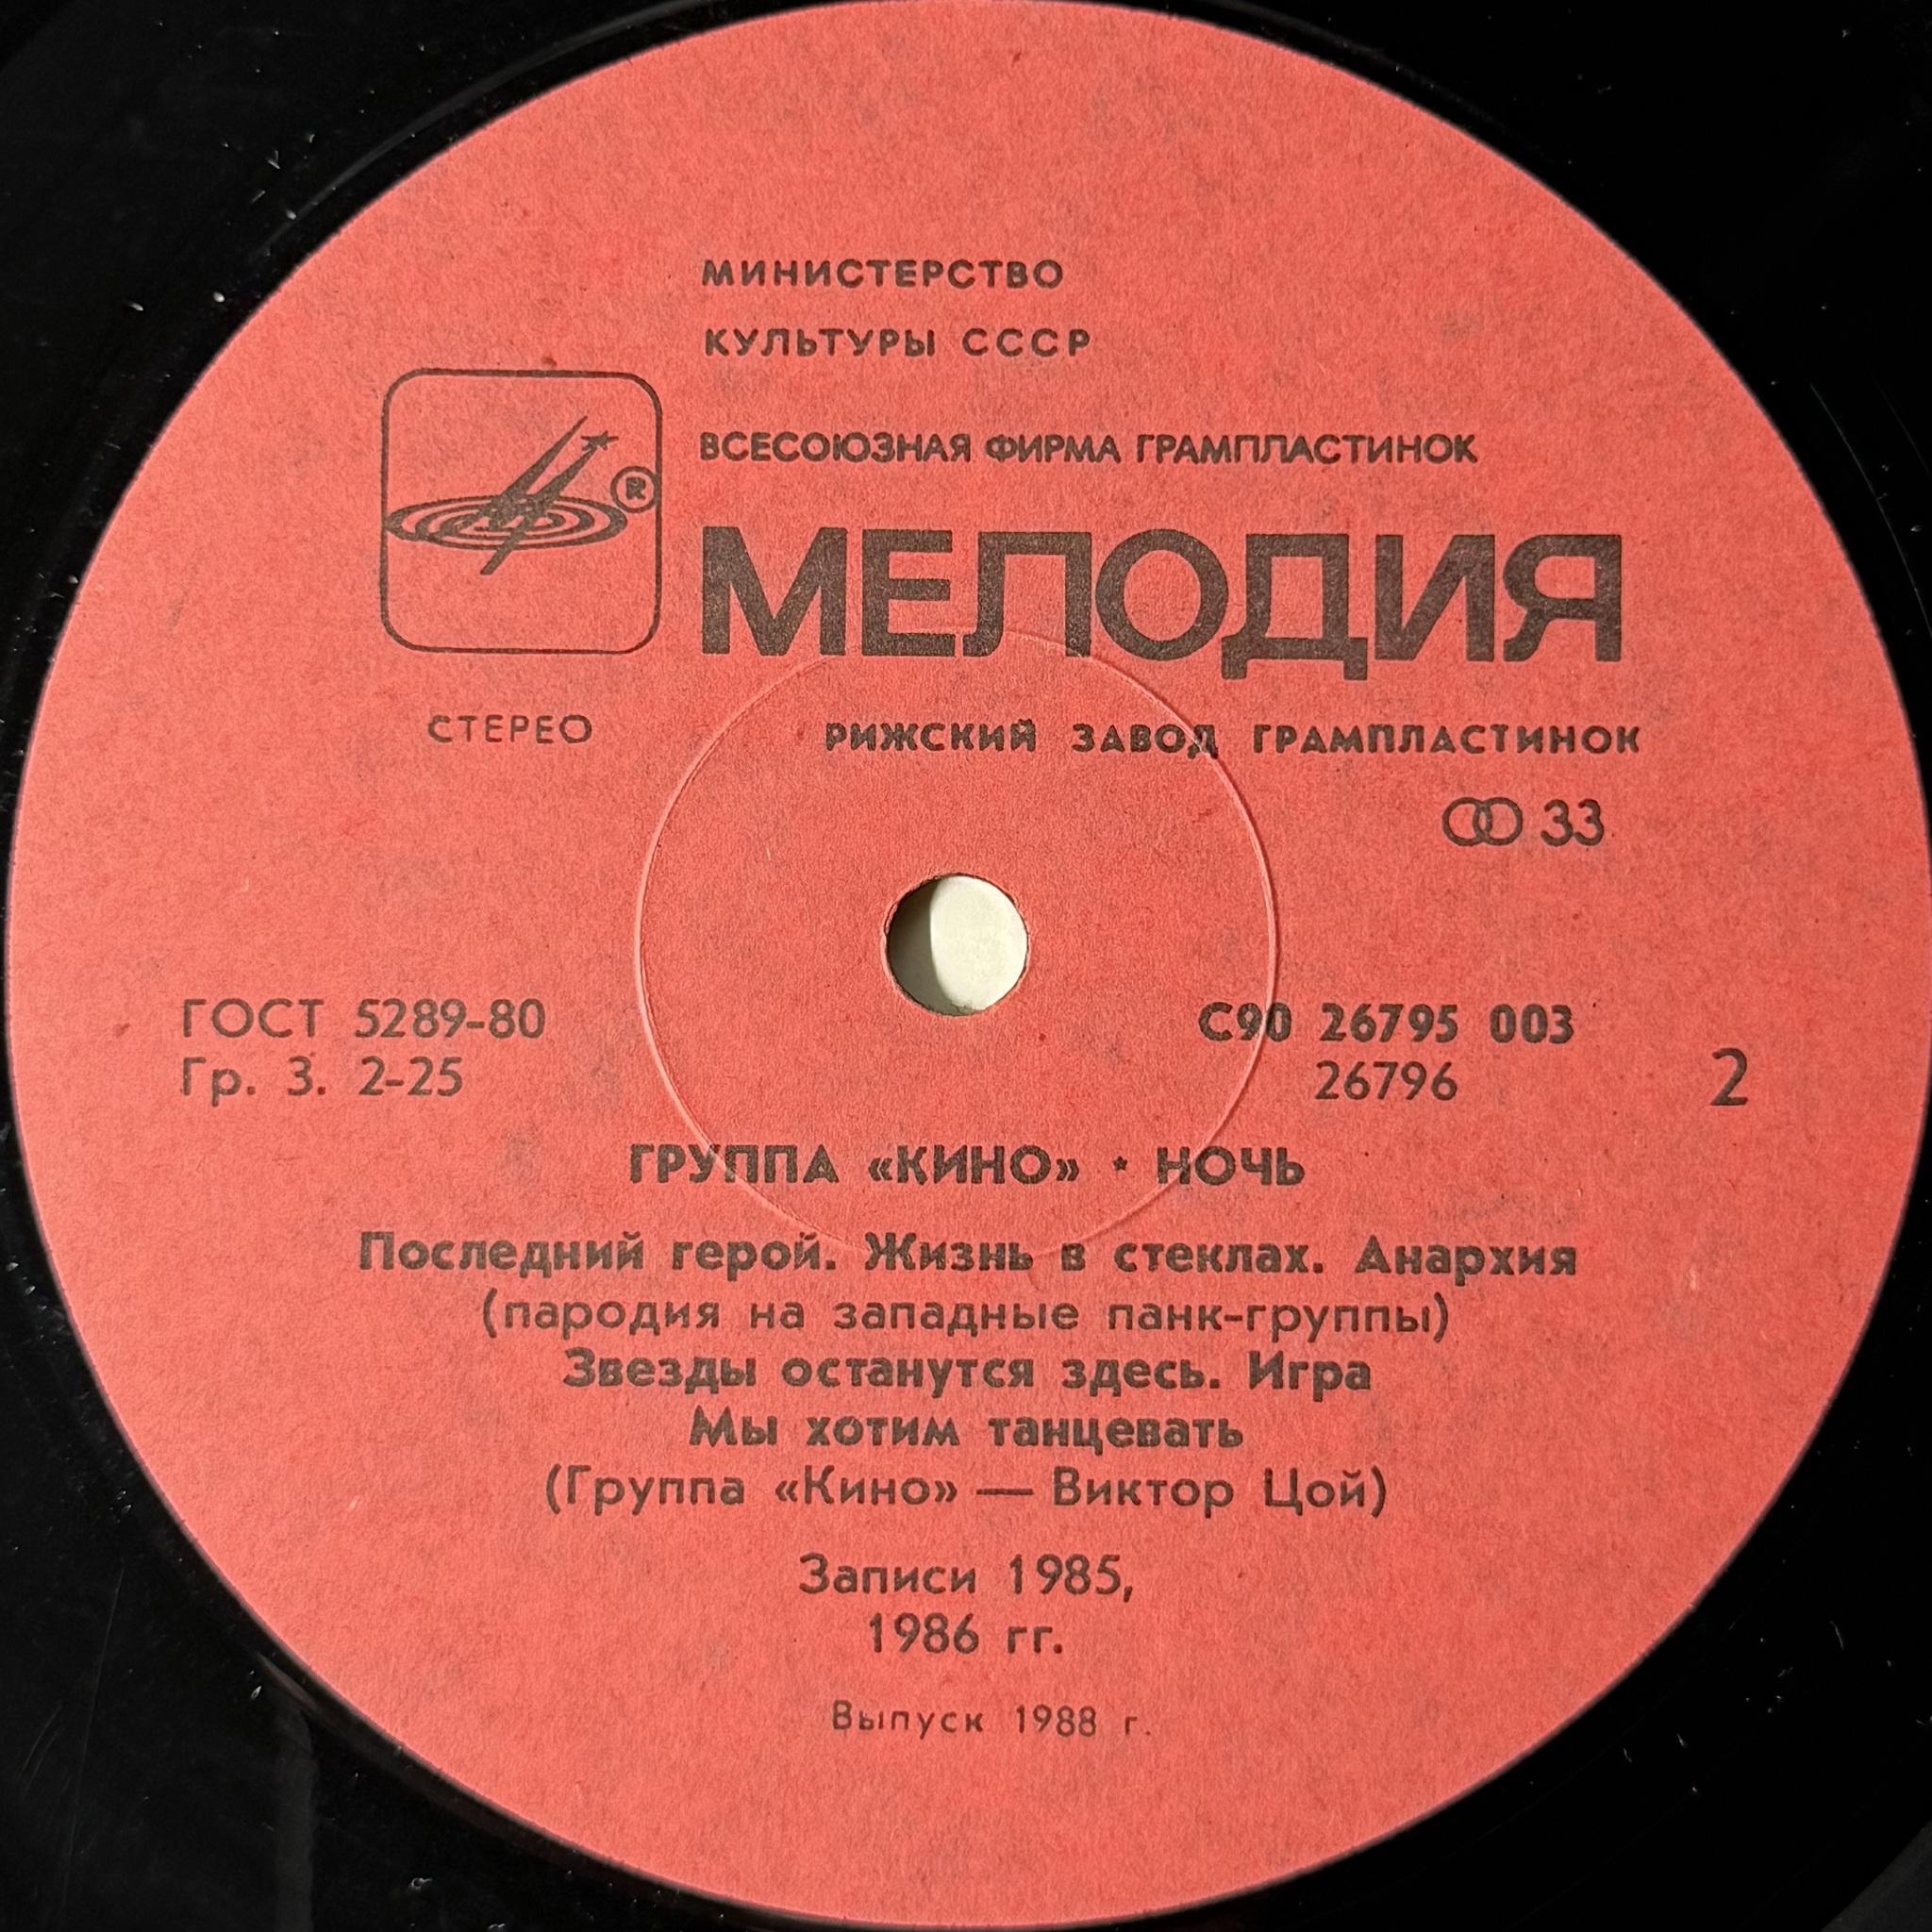 МИНИСТЕРСТВО
КУЛЬТУРЫ СССР
ВСЕСОЮЗНАЯ ФИРМА ГРАМПЛАСТИНОК
®
МЕЛОДИЯ
СТЕРЕО
РИЖСКИЙ ЗАВОД ГРАМПЛАСТИНОК
33
ГОСТ 5289-80
Гр. 3. 2-25
С90 26795 003
26796
2
ГРУППА «КИНО» ⋆ НОЧЬ
Последний герой. Жизнь в стеклах. Анархия
(пародия на западные панк-группы)
Звезды останутся здесь. Игра
Мы хотим танцевать
(Группа «Кино» — Виктор Цой)
Записи 1985,
1986 гг.
Выпуск 1988 г.